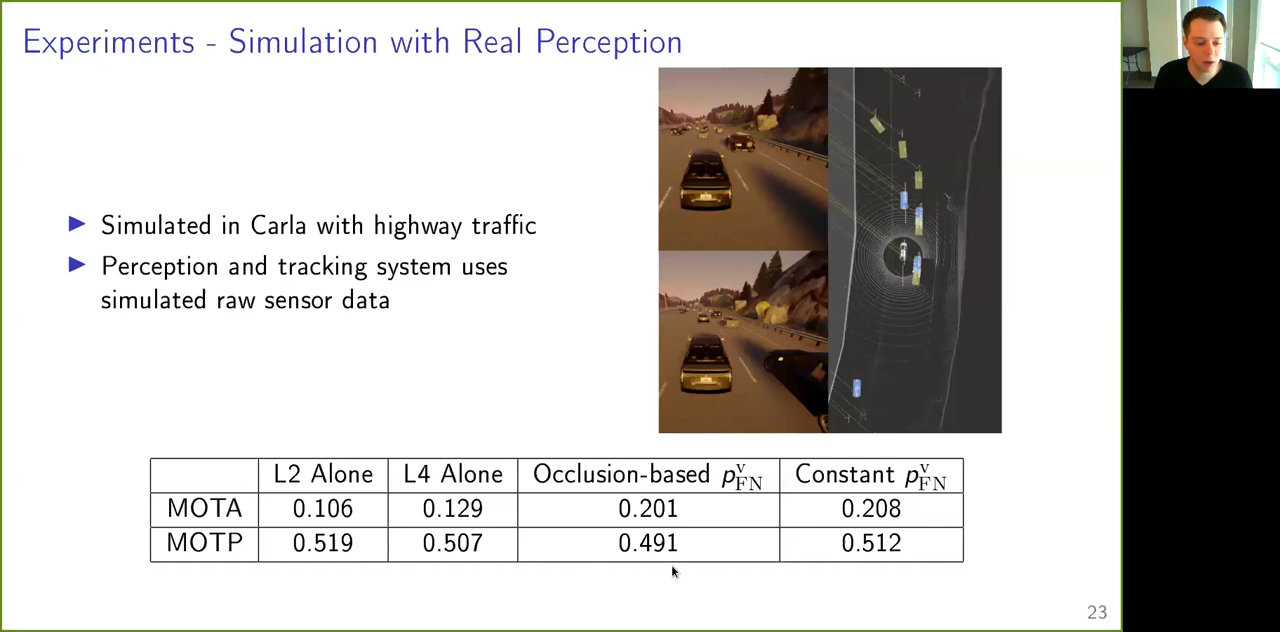 Experiments - Simulation with Real Perception
▶ Simulated in Carla with highway traffic
▶ Perception and tracking system uses
simulated raw sensor data
L2 Alone L4 Alone Occlusion-based p^v_FN Constant p^v_FN
MOTA 0.106 0.129 0.201 0.208
MOTP 0.519 0.507 0.491 0.512
23